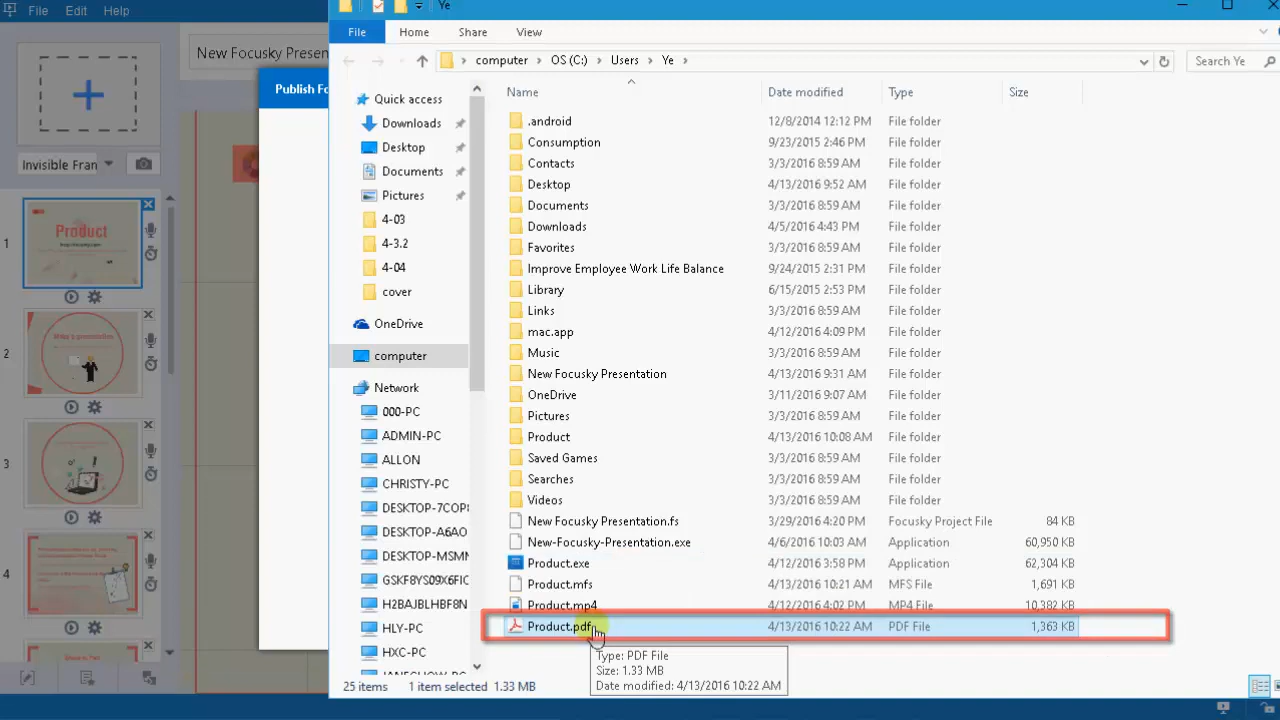 File Edit Help
New Focusky Presen
Publish Fo
Invisible Fran
1
Product
2
3
4
Ye
File Home Share View
computer OS (C:) Users Ye
Search Ye
Quick access
Downloads
Desktop
Documents
Pictures
4-03
4-3.2
4-04
cover
OneDrive
computer
Network
000-PC
ADMIN-PC
ALLON
CHRISTY-PC
DESKTOP-7COP
DESKTOP-A6AO
DESKTOP-MSMN
GSKF8YS09X6FIC
H2BAJBLHBF8N
HLY-PC
HXC-PC
Name Date modified Type Size
.android 12/8/2014 12:12 PM File folder
Consumption 9/23/2015 2:46 PM File folder
Contacts 3/3/2016 8:59 AM File folder
Desktop 4/13/2016 9:52 AM File folder
Documents 3/3/2016 8:59 AM File folder
Downloads 4/5/2016 4:43 PM File folder
Favorites 3/3/2016 8:59 AM File folder
Improve Employee Work Life Balance 9/24/2015 2:31 PM File folder
Library 6/15/2015 2:53 PM File folder
Links 3/3/2016 8:59 AM File folder
mac.app 4/12/2016 4:09 PM File folder
Music 3/3/2016 8:59 AM File folder
New Focusky Presentation 4/13/2016 9:31 AM File folder
OneDrive 3/11/2016 9:07 AM File folder
Pictures 3/3/2016 8:59 AM File folder
Product 4/13/2016 10:08 AM File folder
Saved Games 3/3/2016 8:59 AM File folder
Searches 3/3/2016 8:59 AM File folder
Videos 3/3/2016 8:59 AM File folder
New Focusky Presentation.fs 3/29/2016 4:20 PM Focusky Project File 84 KB
New-Focusky-Presentation.exe 4/6/2016 10:03 AM Application 60,950 KB
Product.exe 4/12/2016 3:58 PM Application 62,304 KB
Product.mfs 4/13/2016 10:21 AM MFS File 1,691 KB
Product.mp4 4/12/2016 4:02 PM MP4 File 10,382 KB
Product.pdf 4/13/2016 10:22 AM PDF File 1,363 KB
Type: PDF File
Size: 1.33 MB
Date modified: 4/13/2016 10:22 AM
25 items 1 item selected 1.33 MB